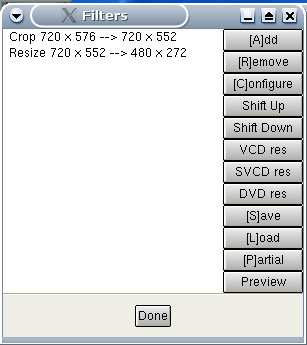 Filters
Crop 720 x 576 --> 720 x 552
Resize 720 x 552 --> 480 x 272
[A]dd
[R]emove
[C]onfigure
Shift Up
Shift Down
VCD res
SVCD res
DVD res
[S]ave
[L]oad
[P]artial
Preview
Done